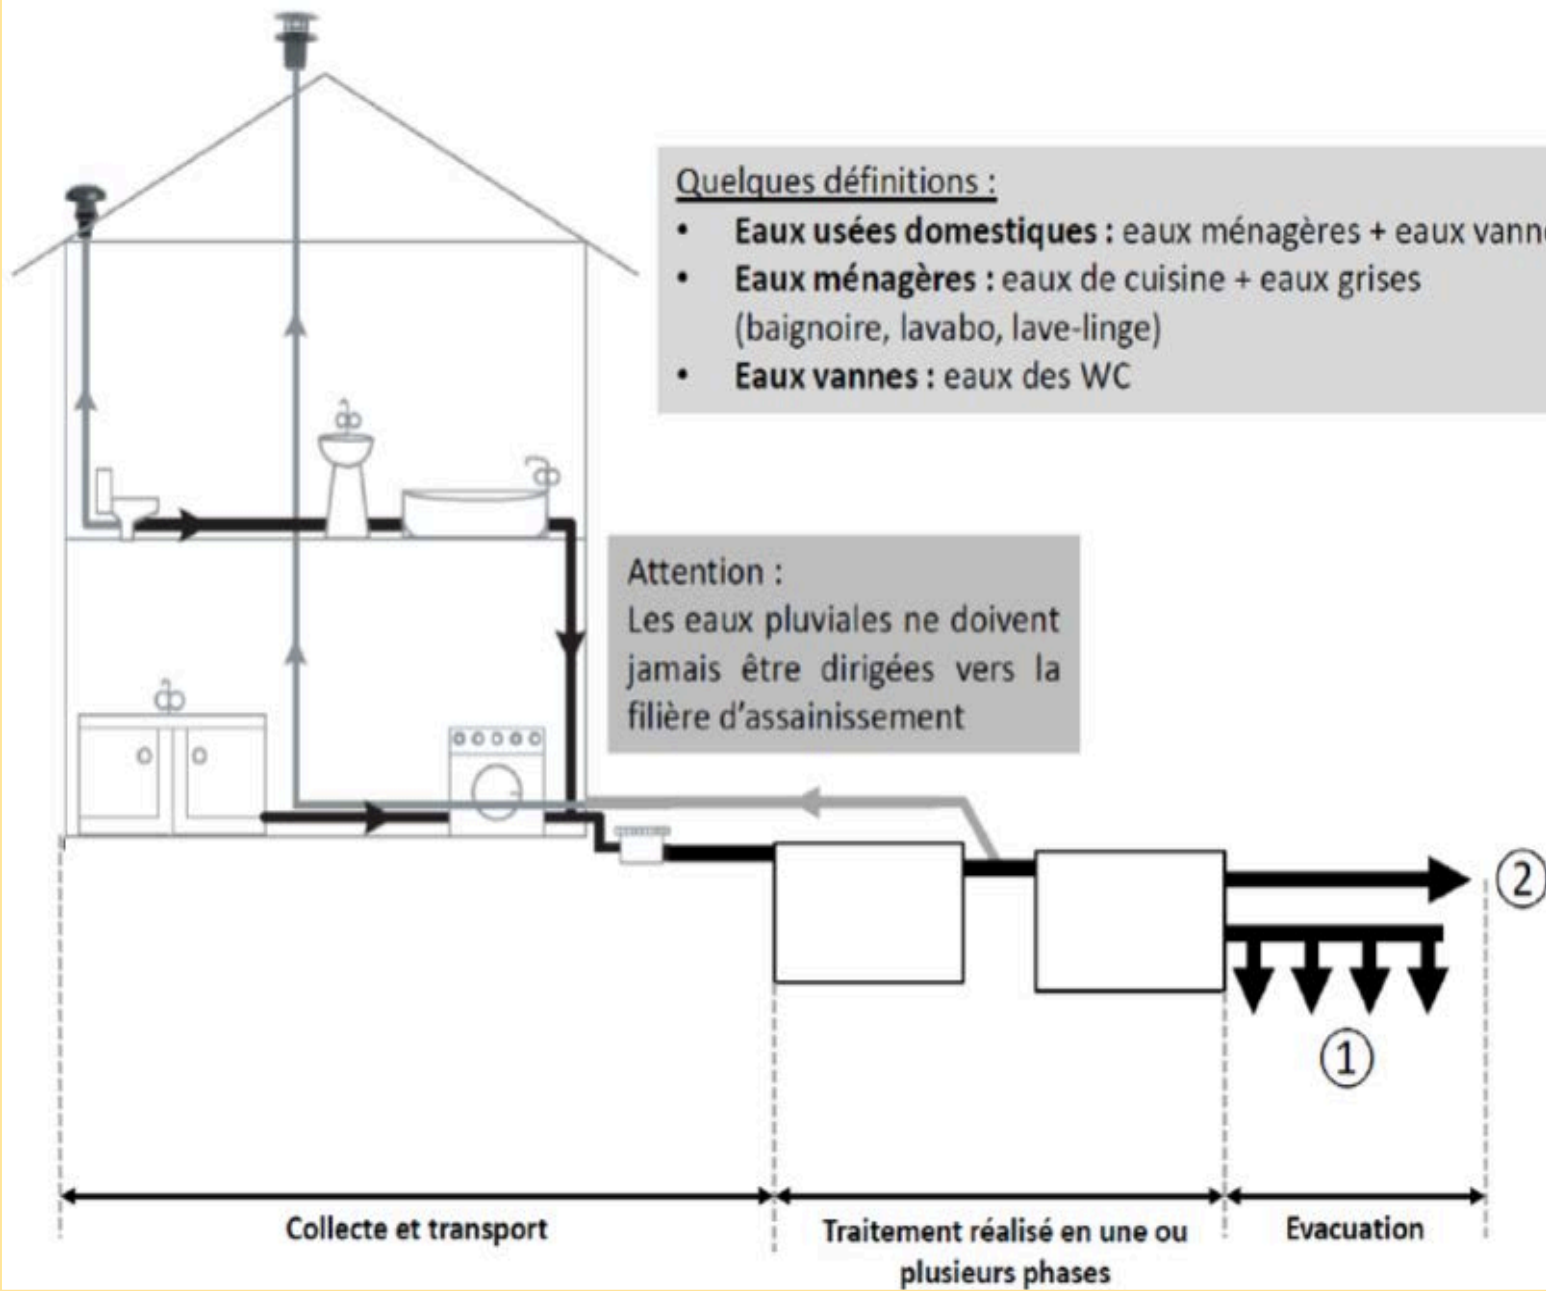 Quelques définitions :
• Eaux usées domestiques : eaux ménagères + eaux vann
• Eaux ménagères : eaux de cuisine + eaux grises
(baignoire, lavabo, lave-linge)
• Eaux vannes : eaux des WC
Attention :
Les eaux pluviales ne doivent
jamais être dirigées vers la
filière d'assainissement
②
①
Collecte et transport
Traitement réalisé en une ou
plusieurs phases
Evacuation